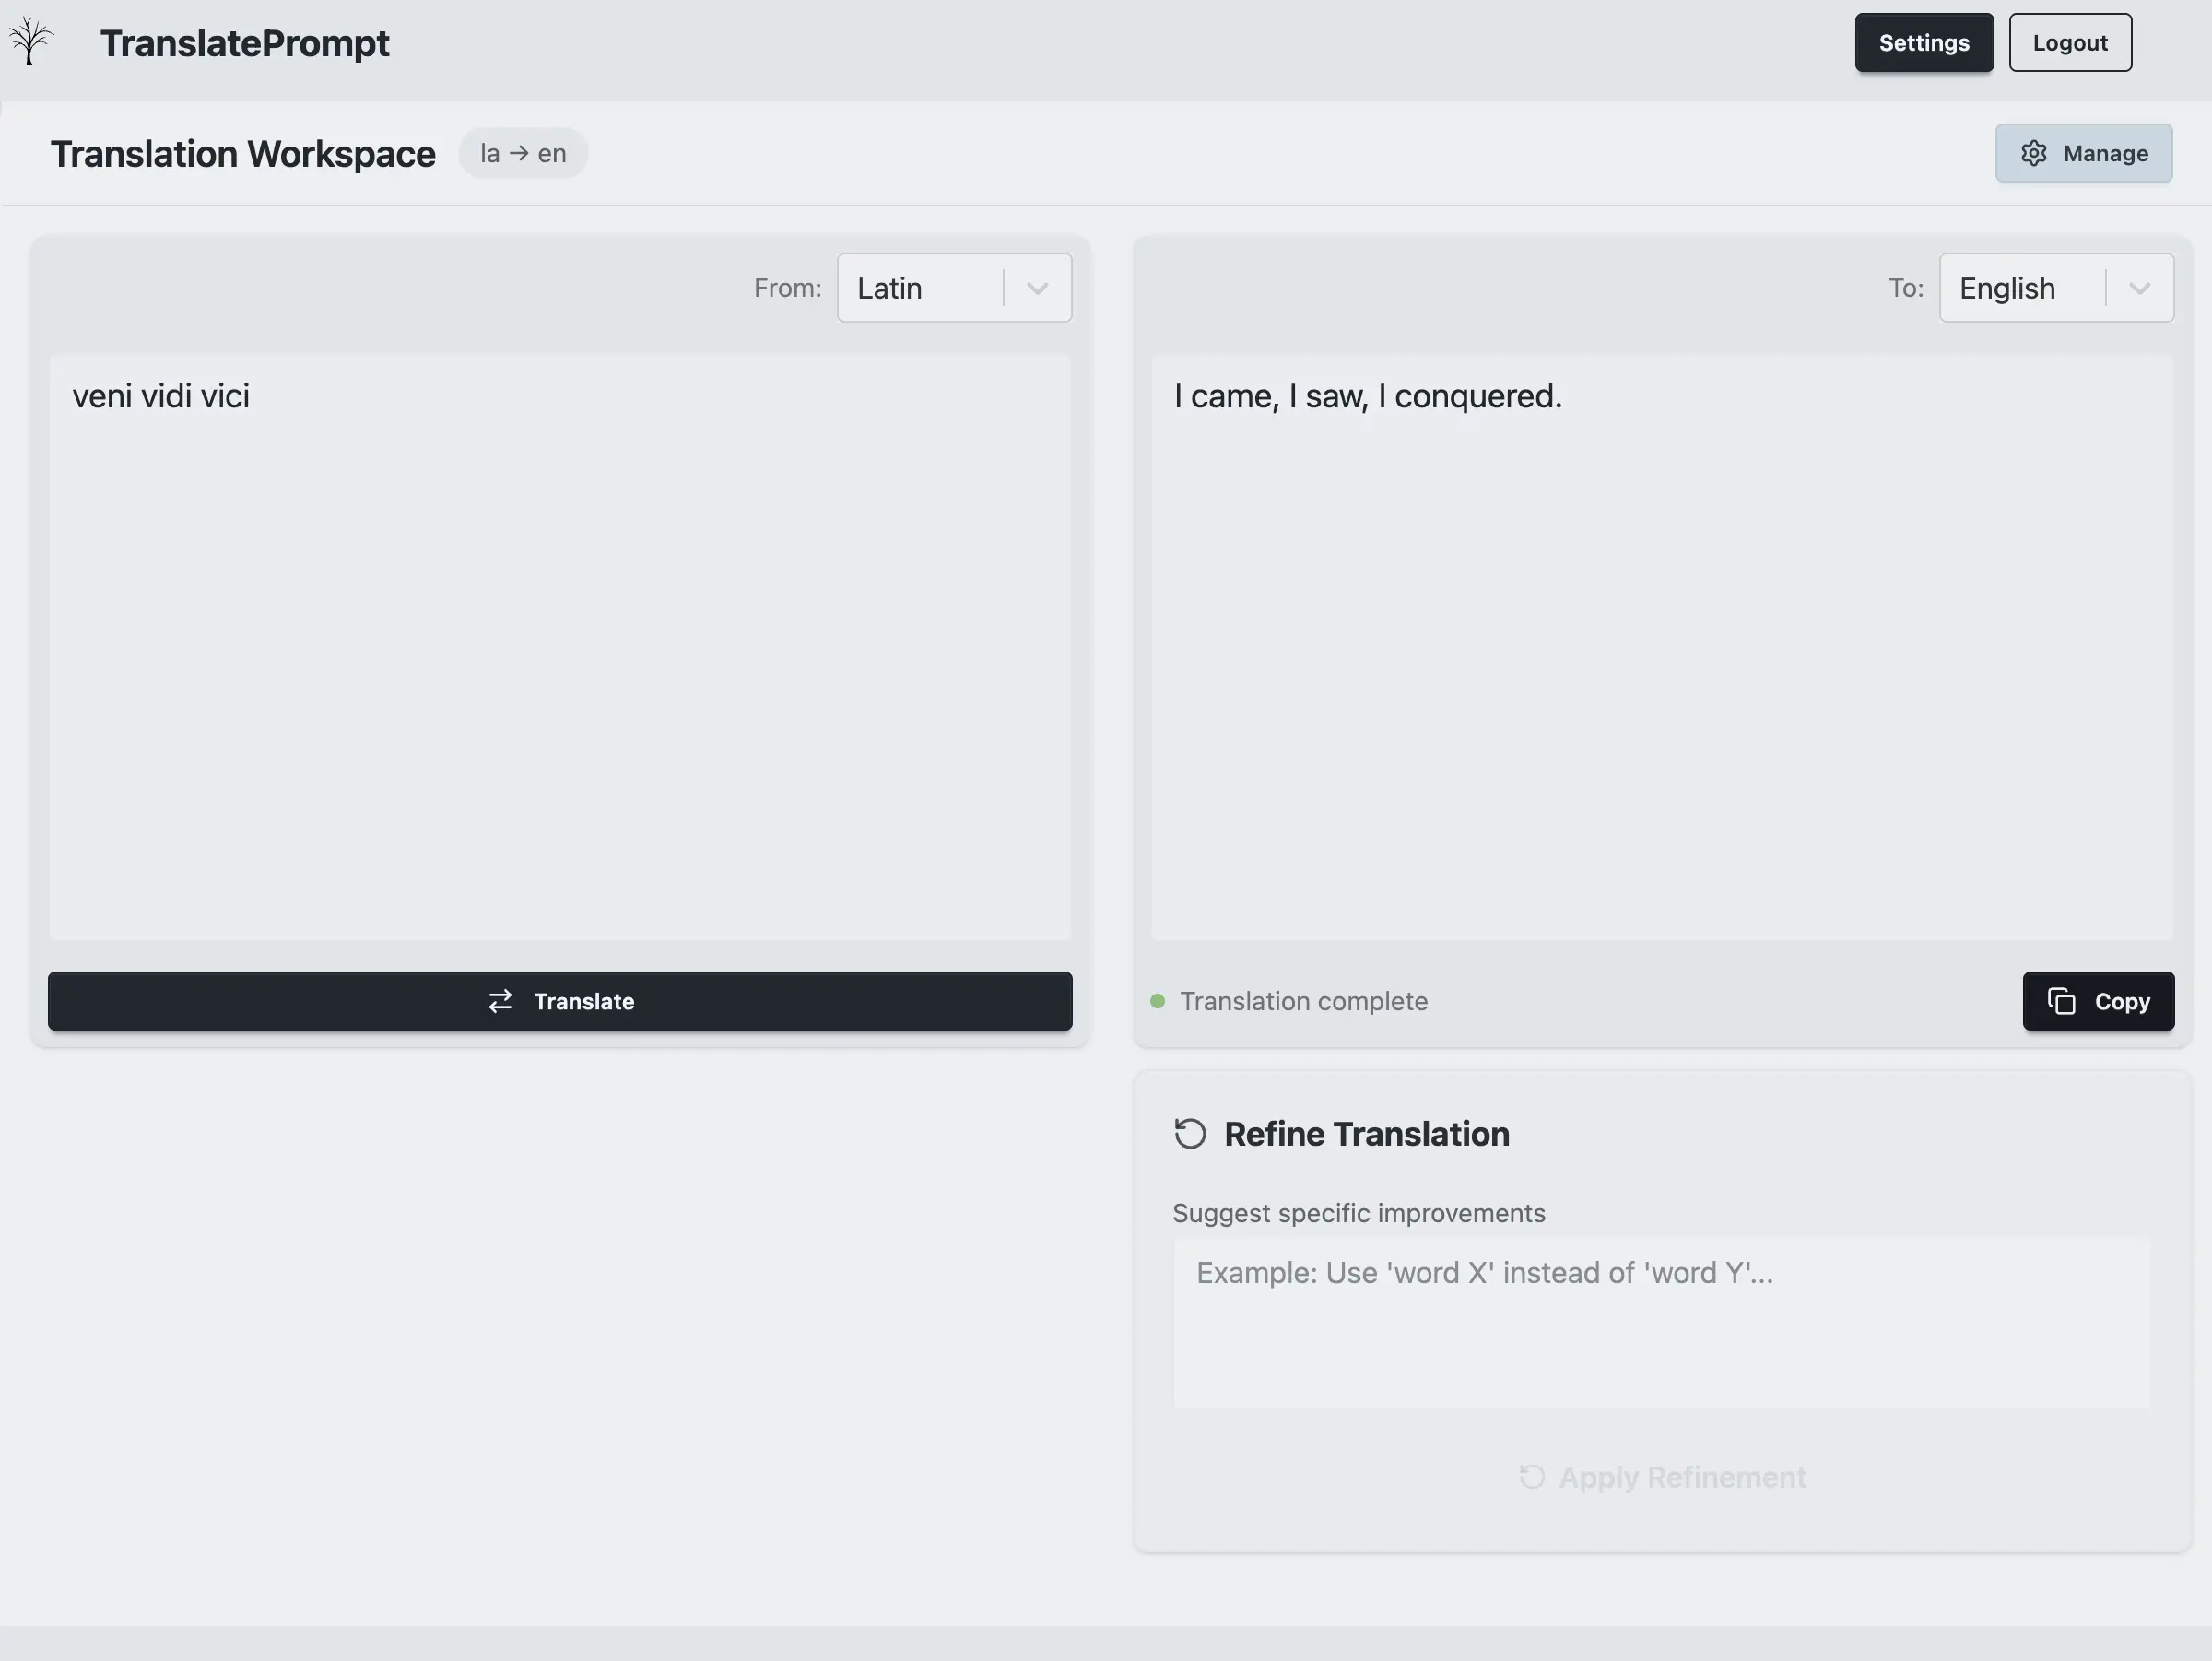 TranslatePrompt
Settings
Logout
Translation Workspace
la → en
Manage
From:
Latin
veni vidi vici
Translate
To:
English
I came, I saw, I conquered.
Translation complete
Copy
Refine Translation
Suggest specific improvements
Example: Use 'word X' instead of 'word Y'...
Apply Refinement